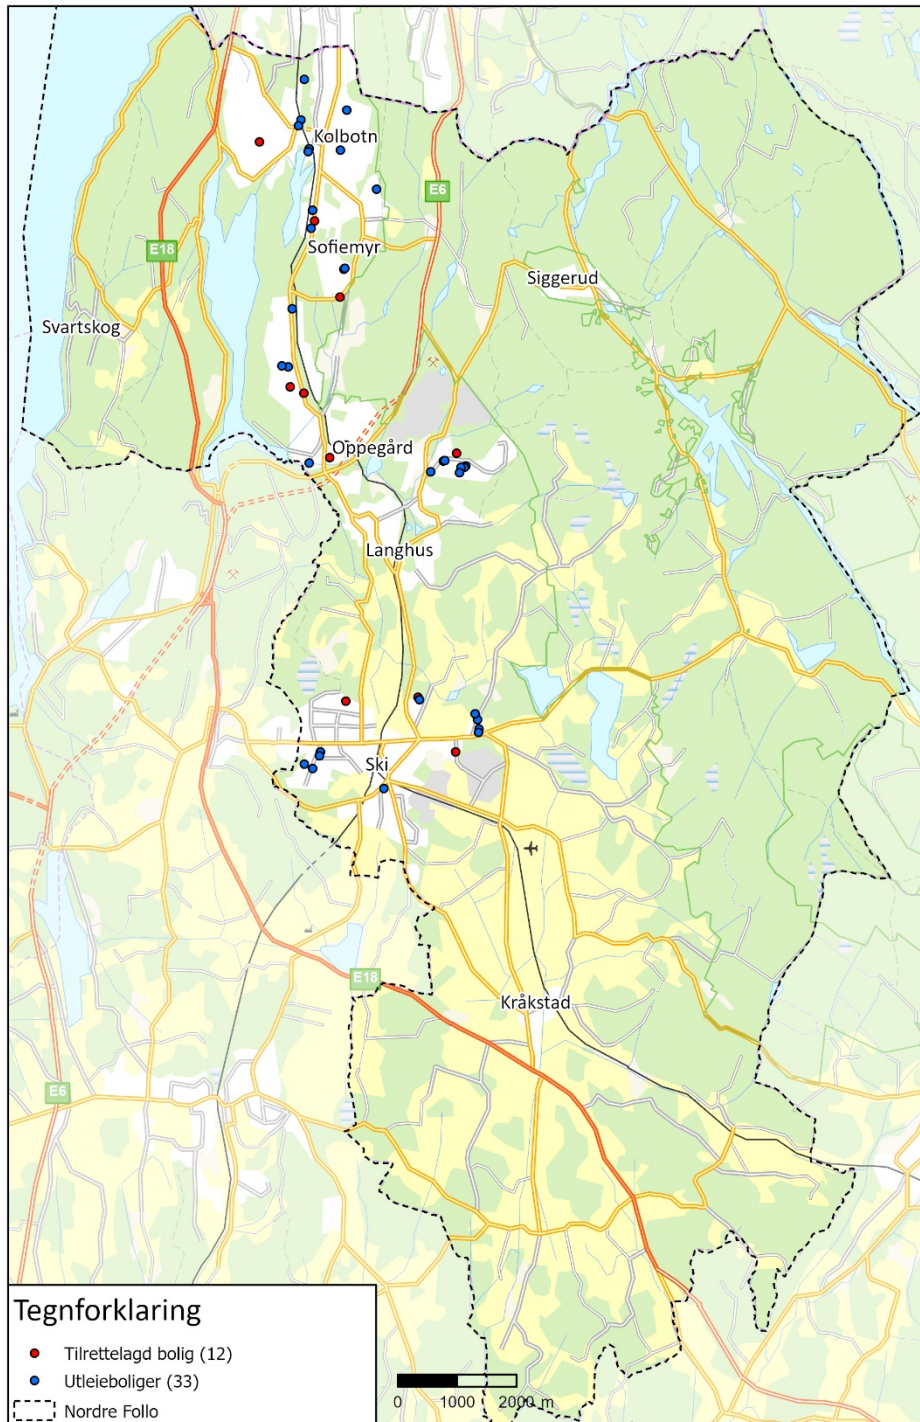 Kolbotn
E6
E18
Sofiemyr
Siggerud
Svartskog
Oppegård
Langhus
Ski
E18
Kråkstad
E6
Tegnforklaring
Tilrettelagd bolig (12)
Utleieboliger (33)
Nordre Follo
0 1000 2000 m